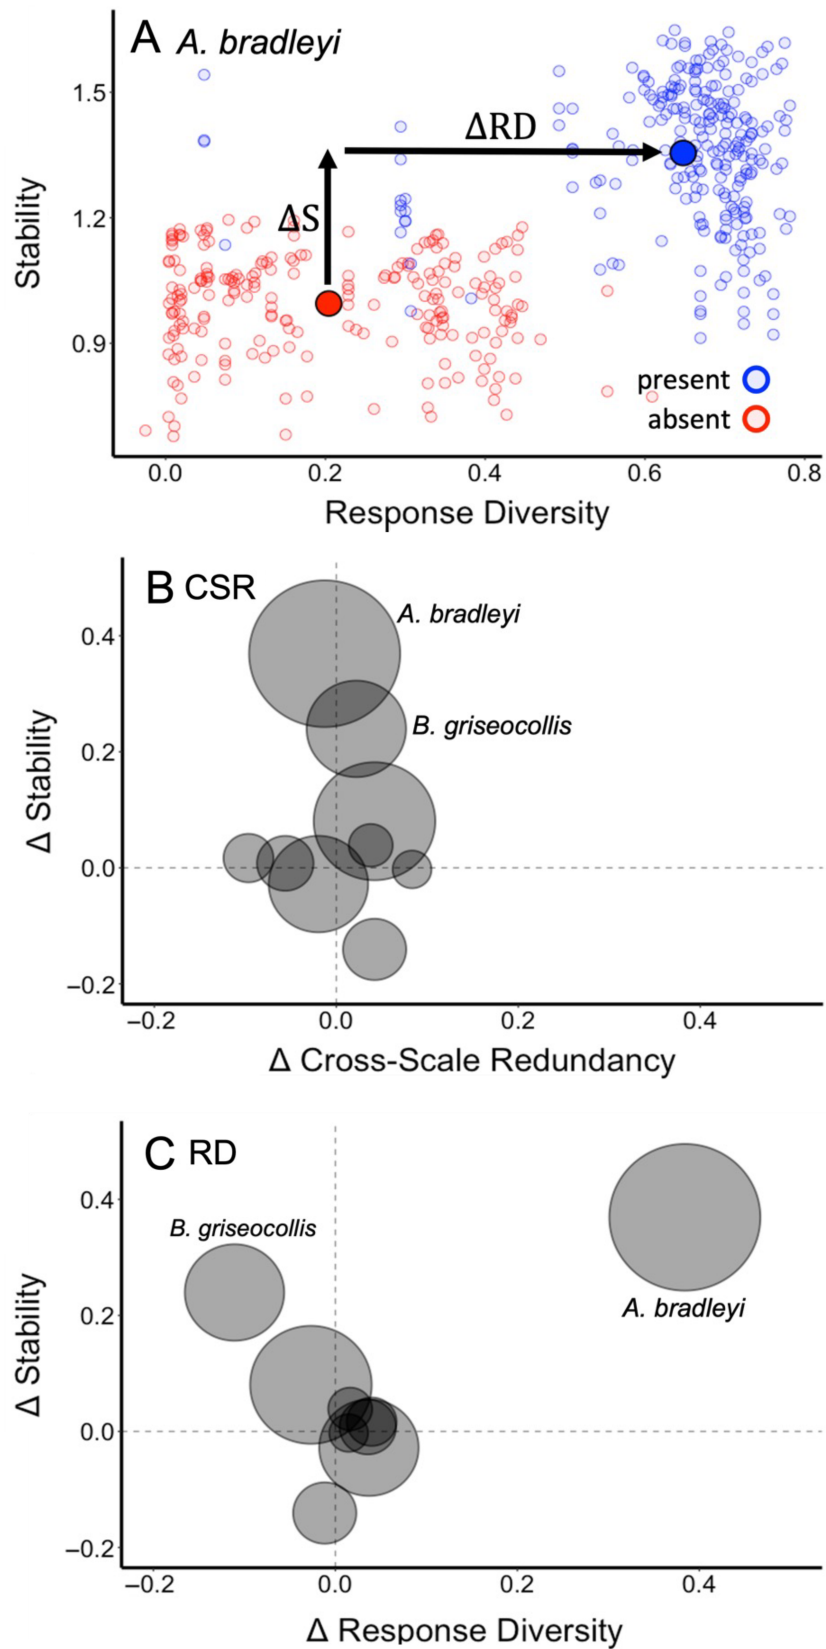 A A. bradleyi
Stability
1.5
1.2
0.9
ΔRD
ΔS
present
absent
0.0 0.2 0.4 0.6 0.8
Response Diversity
B CSR
A. bradleyi
B. griseocollis
Δ Stability
0.4
0.2
0.0
−0.2
−0.2 0.0 0.2 0.4
Δ Cross-Scale Redundancy
C RD
B. griseocollis
A. bradleyi
Δ Stability
0.4
0.2
0.0
−0.2
−0.2 0.0 0.2 0.4
Δ Response Diversity